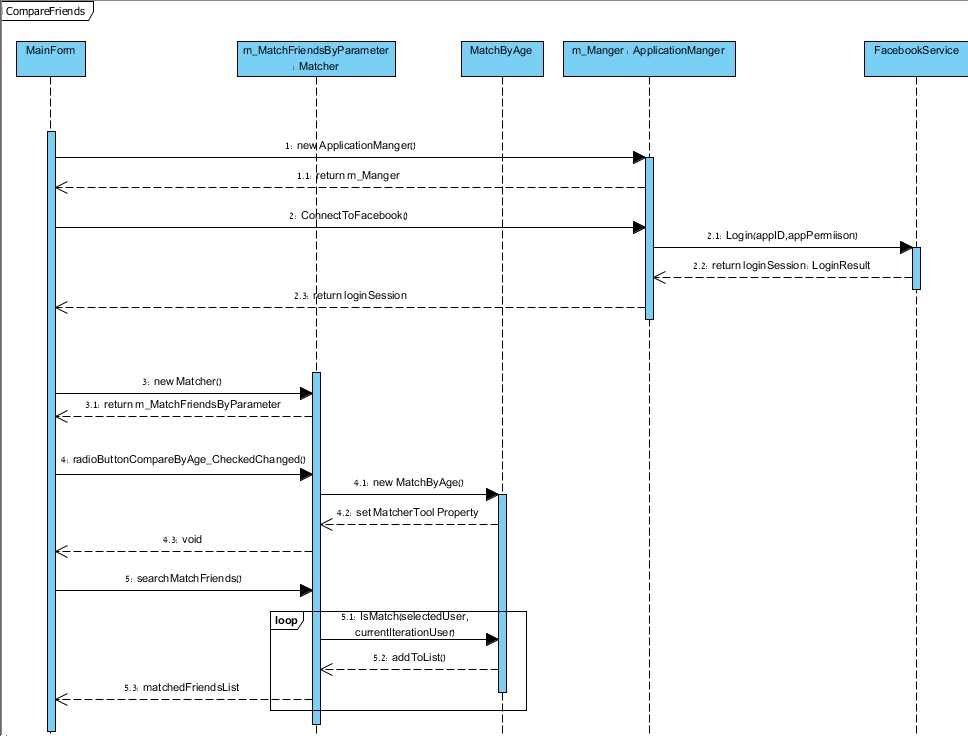 CompareFriends
MainForm
m_MatchFriendsByParameter
: Matcher
MatchByAge
m_Manger : ApplicationManger
FacebookService
1: new ApplicationManger()
1.1: return m_Manger
2: ConnectToFacebook()
2.1: Login(appID,appPermiison)
2.2: return loginSession: LoginResult
2.3: return loginSession
3: new Matcher()
3.1: return m_MatchFriendsByParameter
4: radioButtonCompareByAge_CheckedChanged()
4.1: new MatchByAge()
4.2: set MatcherTool Property
4.3: void
5: searchMatchFriends()
loop
5.1: IsMatch(selectedUser,
currentIterationUser)
5.2: addToList()
5.3: matchedFriendsList